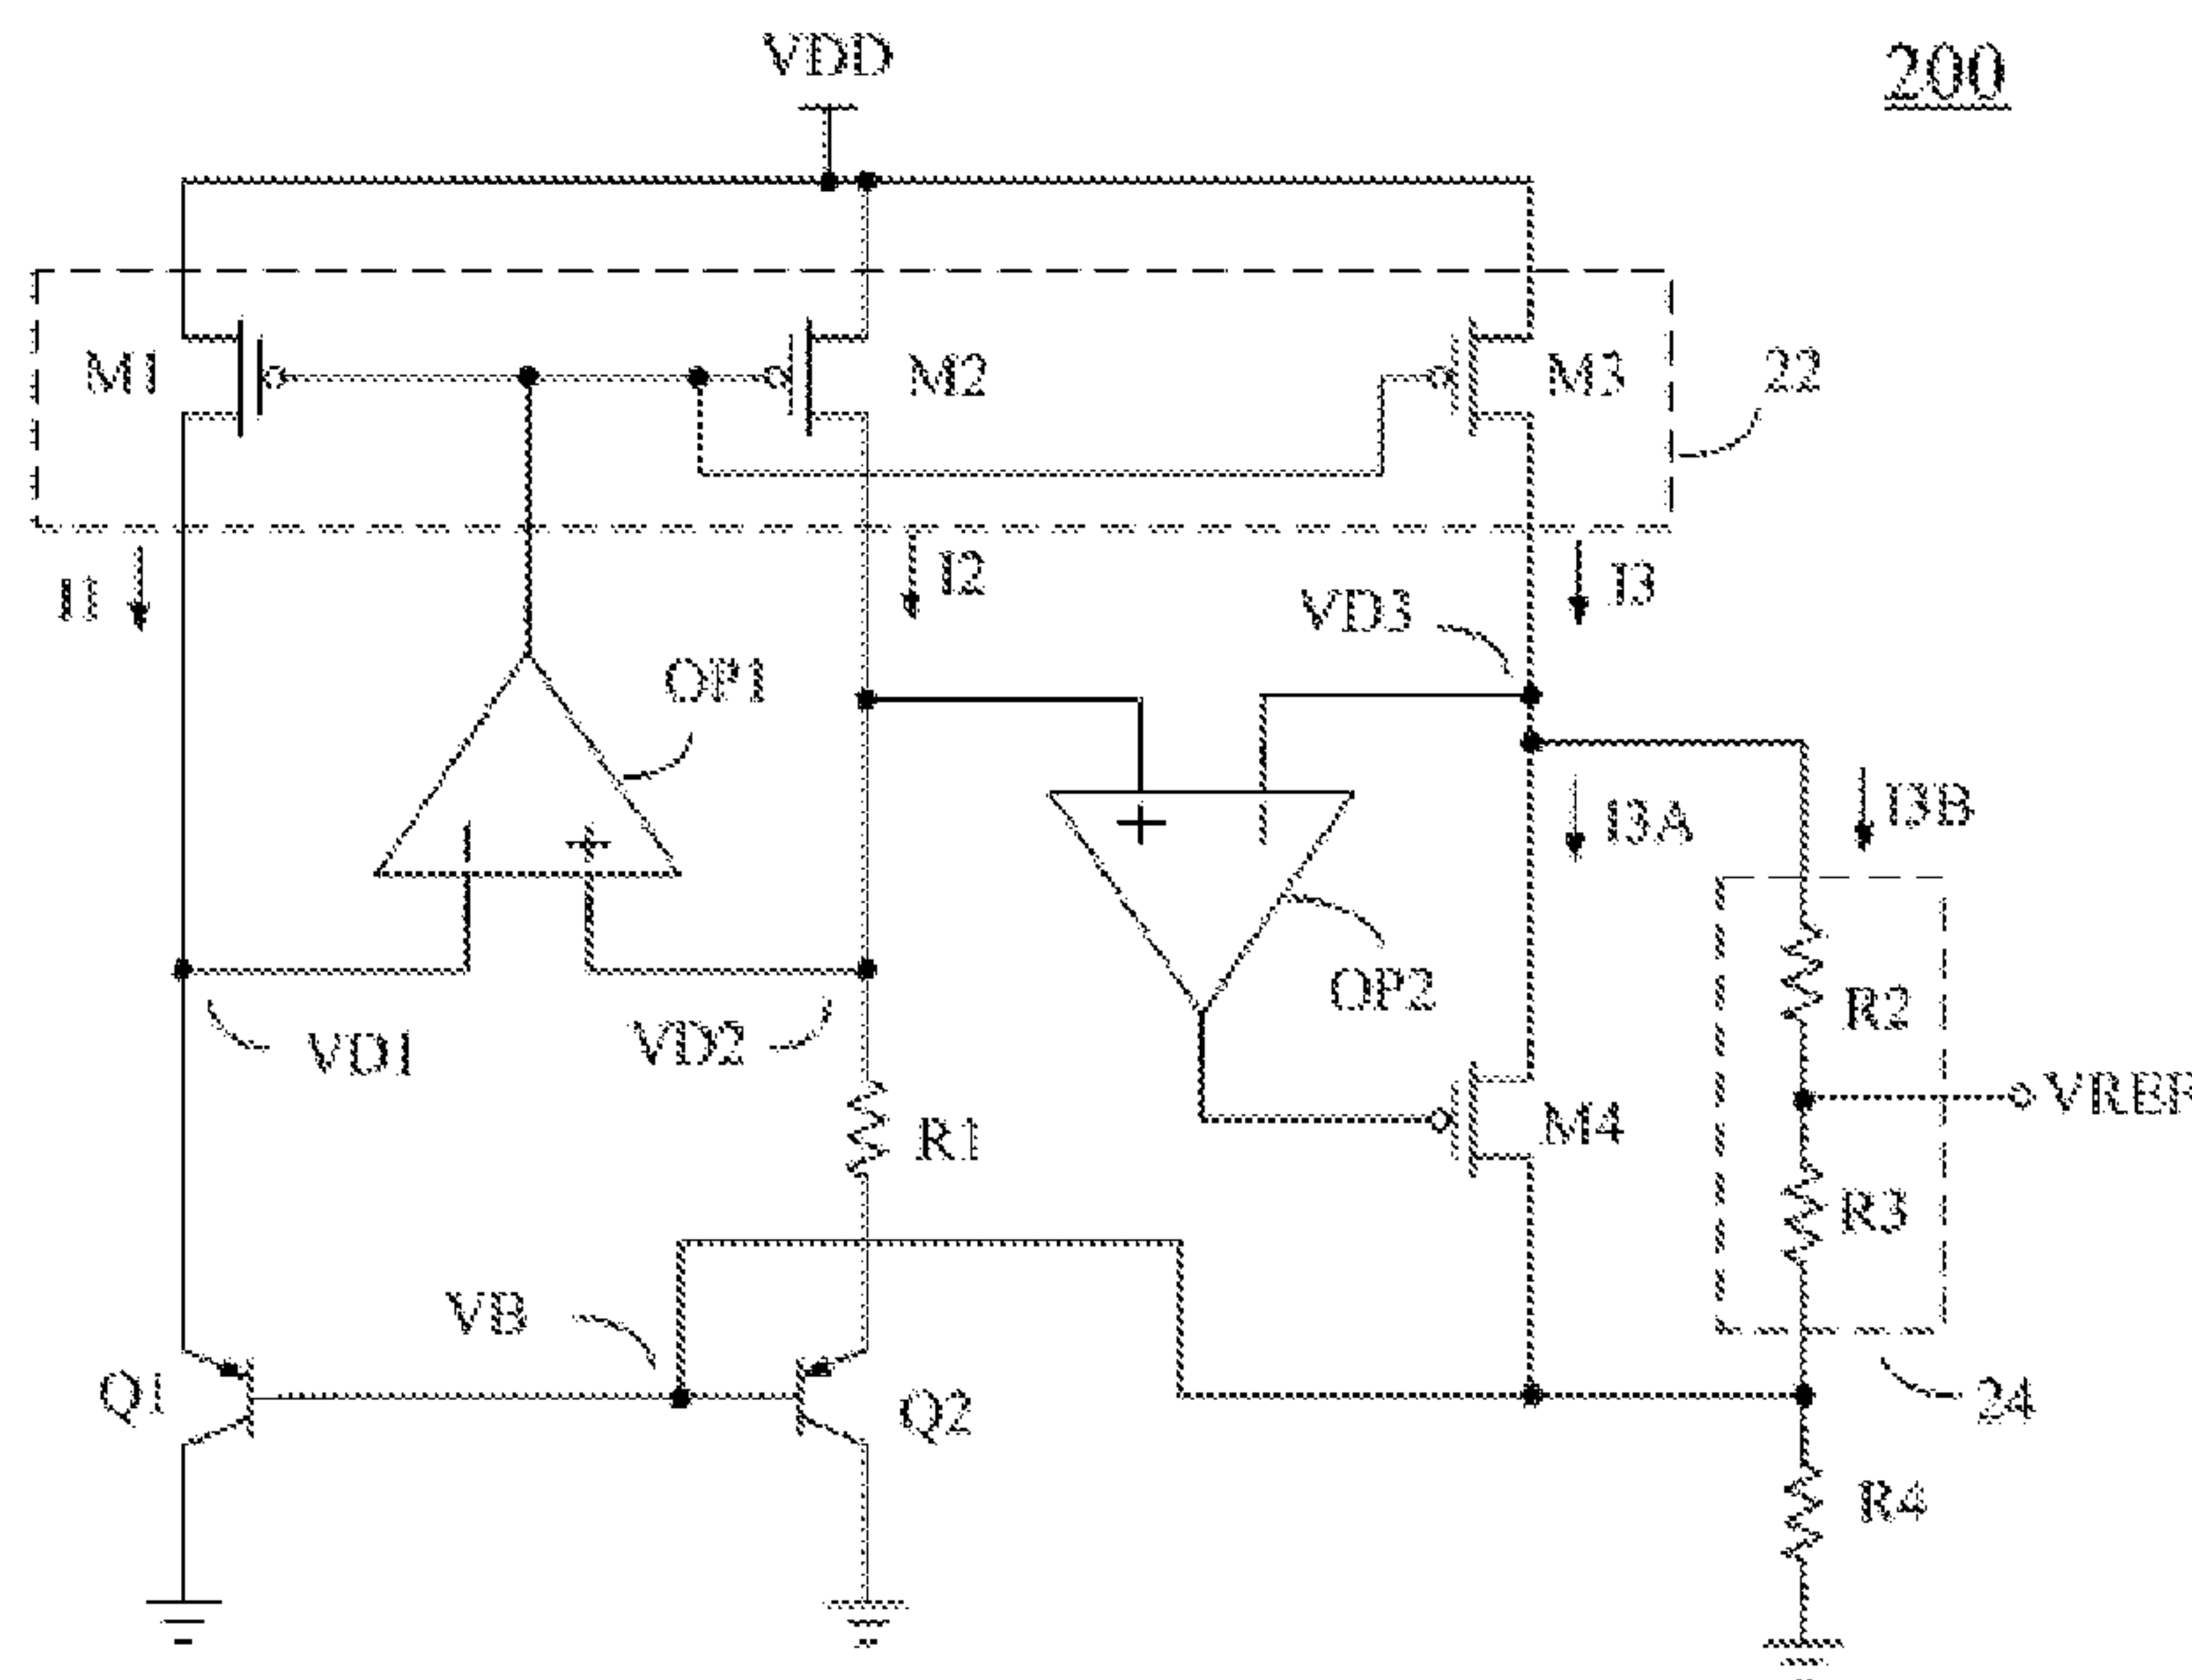 VDD
200
M1
M2
M3
22
I1
I2
I3
VD3
OP1
I3A
I3B
OP2
VD1
VD2
R2
R1
M4
VREF
R3
VB
Q1
Q2
24
R4